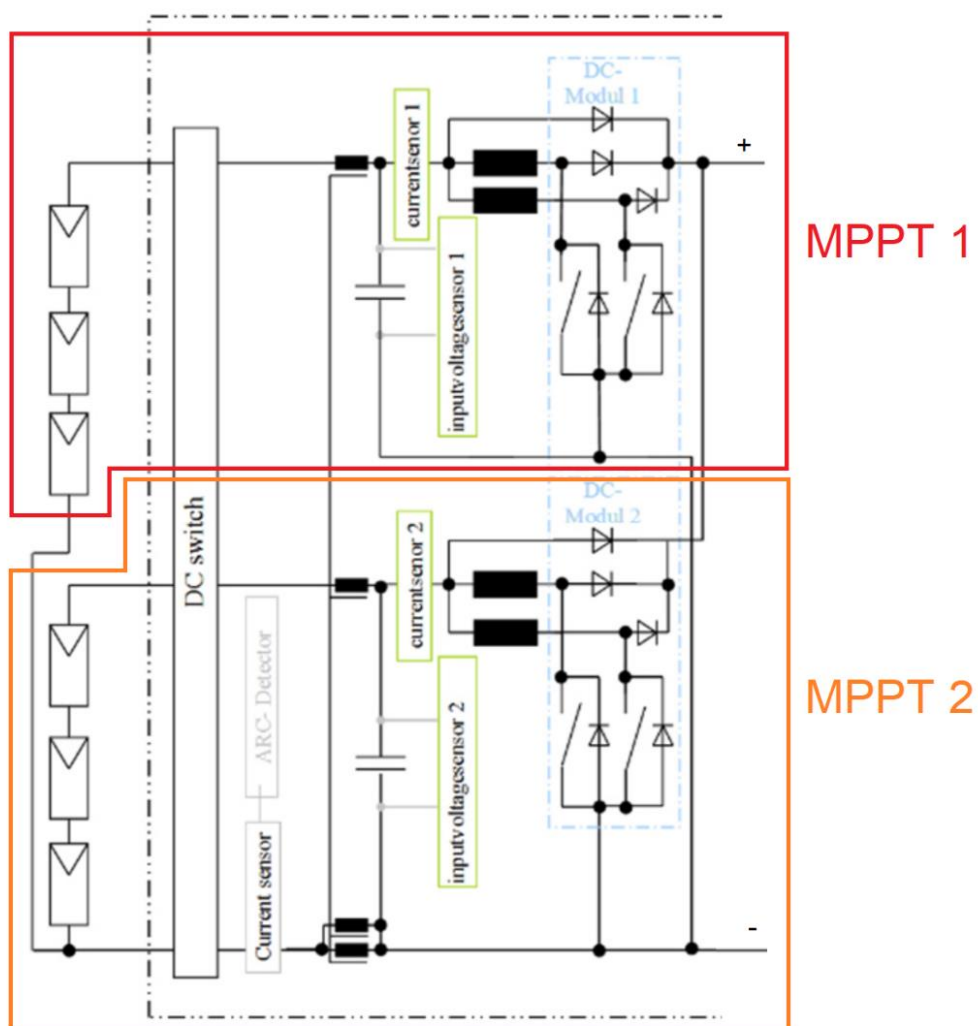 DC-
Modul 1
+
currentsenor 1
MPPT 1
inputvoltagesensor 1
DC switch
DC-
Modul 2
currentsenor 2
ARC- Detector
MPPT 2
inputvoltagesensor 2
Current sensor
-